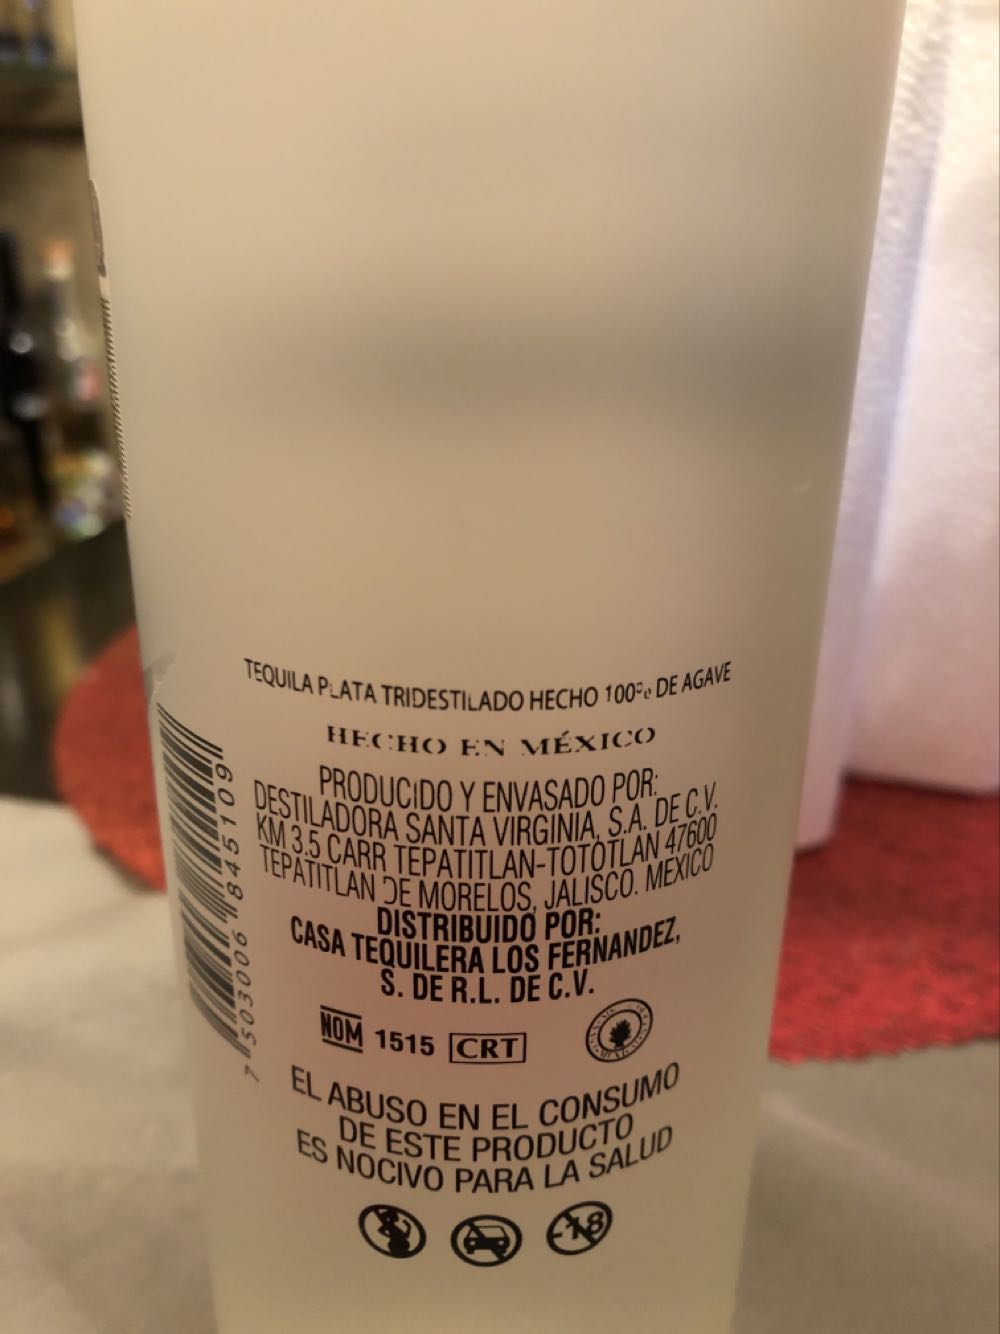 TEQUILA PLATA TRIDESTILADO HECHO 100% DE AGAVE
HECHO EN MÉXICO
PRODUCIDO Y ENVASADO POR:
DESTILADORA SANTA VIRGINIA, S.A. DE C.V.
KM 3.5 CARR TEPATITLAN-TOTOTLAN 47600
TEPATITLAN DE MORELOS, JALISCO. MEXICO
DISTRIBUIDO POR:
CASA TEQUILERA LOS FERNANDEZ,
S. DE R.L. DE C.V.
NOM 1515 CRT
EL ABUSO EN EL CONSUMO
DE ESTE PRODUCTO
ES NOCIVO PARA LA SALUD
-18
7 503006 845109